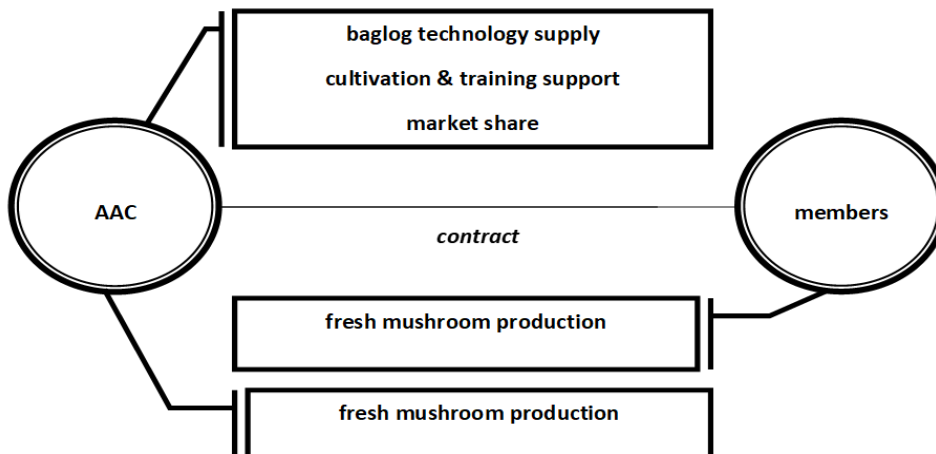 baglog technology supply
cultivation & training support
market share
AAC
members
contract
fresh mushroom production
fresh mushroom production